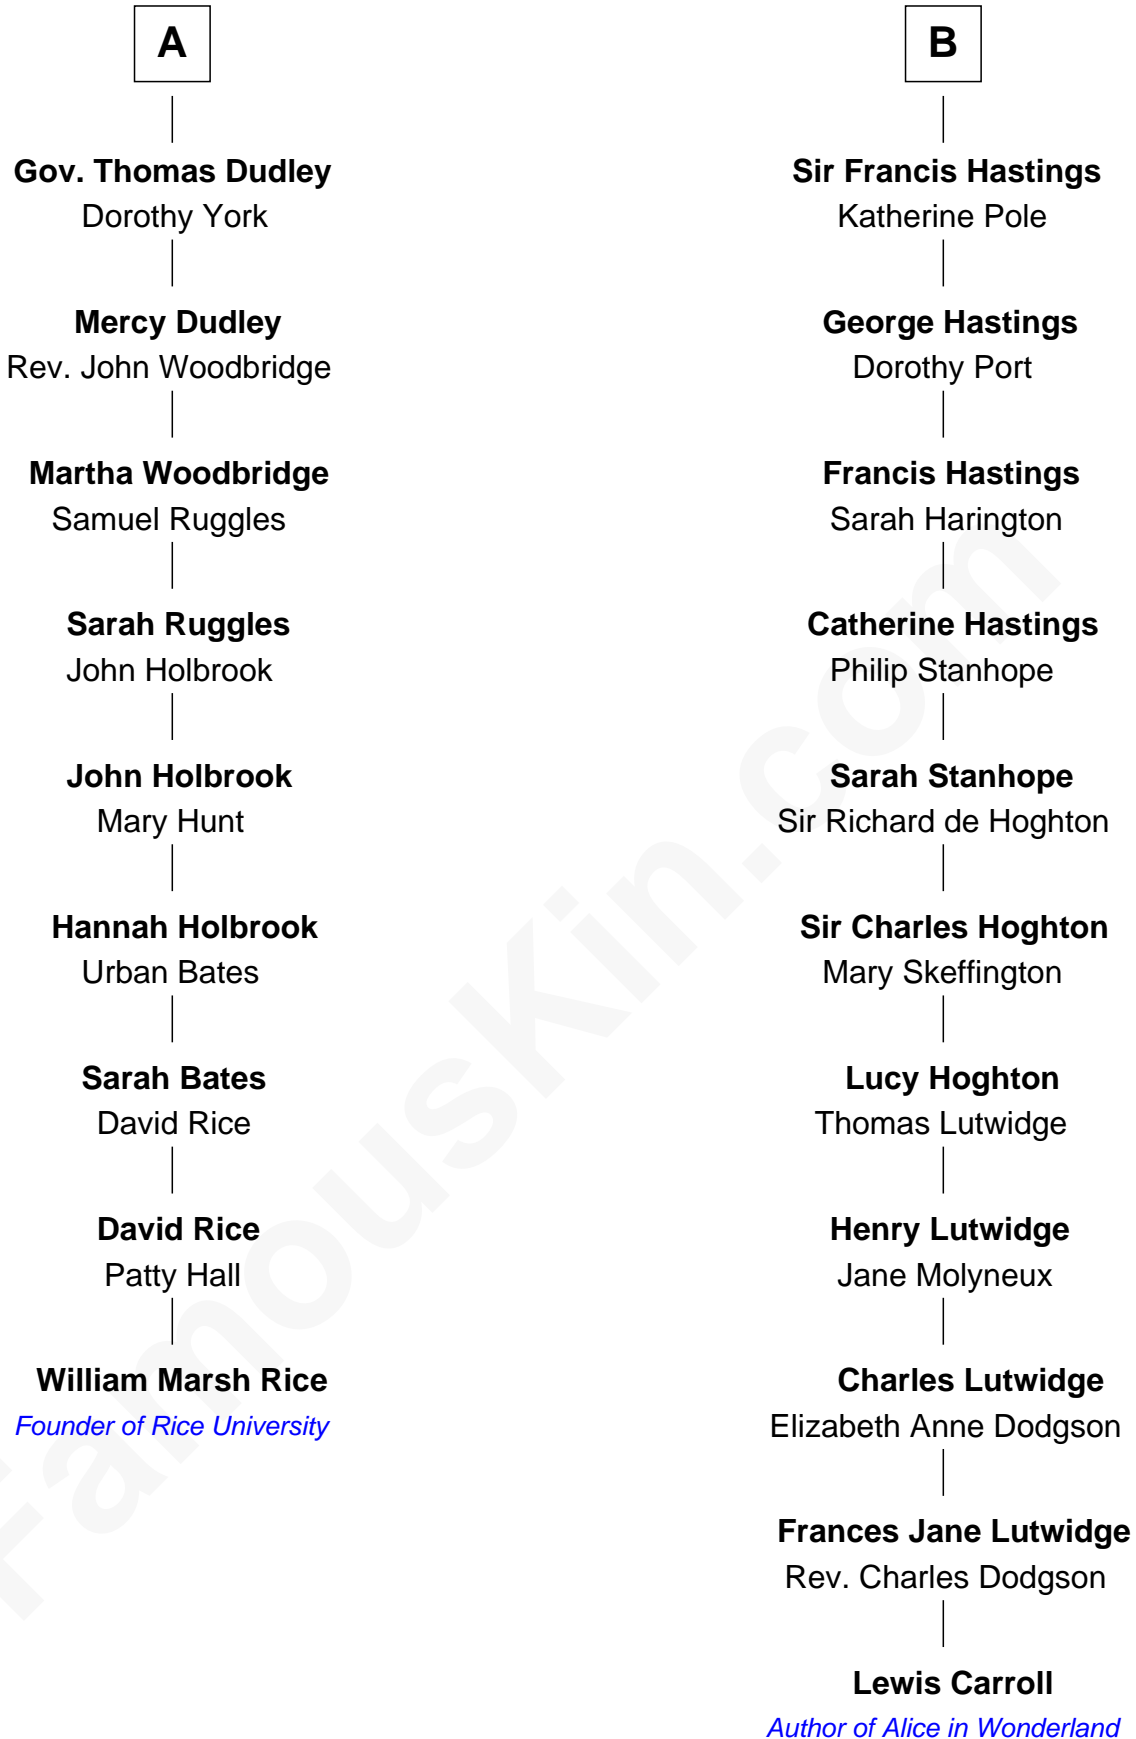 A
Gov. Thomas Dudley
Dorothy York
Mercy Dudley
Rev. John Woodbridge
Martha Woodbridge
Samuel Ruggles
Sarah Ruggles
John Holbrook
John Holbrook
Mary Hunt
Hannah Holbrook
Urban Bates
Sarah Bates
David Rice
David Rice
Patty Hall
William Marsh Rice
Founder of Rice University
B
Sir Francis Hastings
Katherine Pole
George Hastings
Dorothy Port
Francis Hastings
Sarah Harington
Catherine Hastings
Philip Stanhope
Sarah Stanhope
Sir Richard de Hoghton
Sir Charles Hoghton
Mary Skeffington
Lucy Hoghton
Thomas Lutwidge
Henry Lutwidge
Jane Molyneux
Charles Lutwidge
Elizabeth Anne Dodgson
Frances Jane Lutwidge
Rev. Charles Dodgson
Lewis Carroll
Author of Alice in Wonderland
FamousKin.com